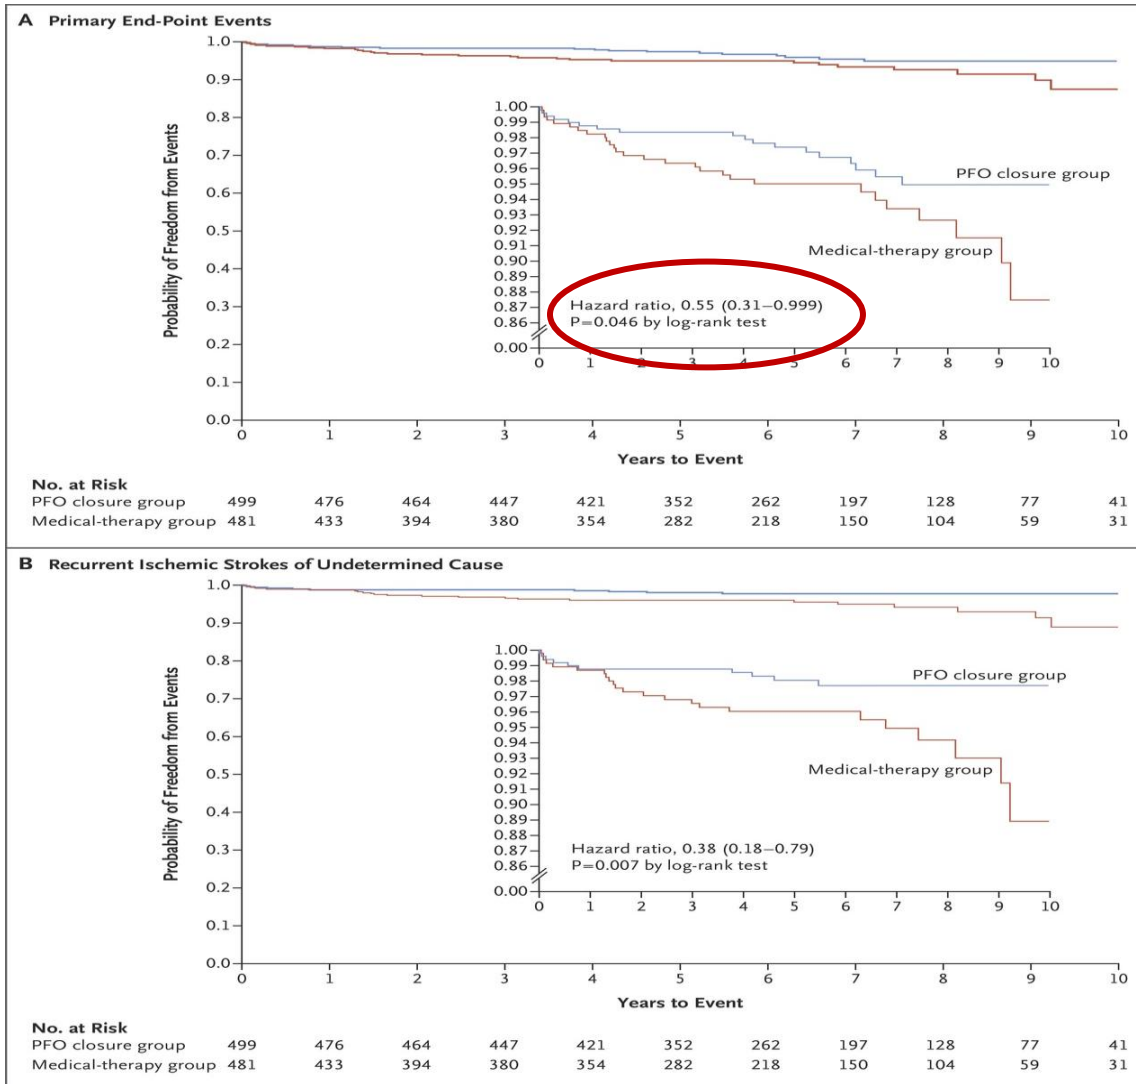 A Primary End-Point Events
Probability of Freedom from Events
1.0
0.9
0.8
0.7
0.6
0.5
0.4
0.3
0.2
0.1
0.0
0 1 2 3 4 5 6 7 8 9 10
Years to Event
1.00
0.99
0.98
0.97
0.96
0.95
0.94
0.93
0.92
0.91
0.90
0.89
0.88
0.87
0.86
0.00
0 1 2 3 4 5 6 7 8 9 10
PFO closure group
Medical-therapy group
Hazard ratio, 0.55 (0.31–0.999)
P=0.046 by log-rank test
No. at Risk
PFO closure group 499 476 464 447 421 352 262 197 128 77 41
Medical-therapy group 481 433 394 380 354 282 218 150 104 59 31
B Recurrent Ischemic Strokes of Undetermined Cause
Probability of Freedom from Events
1.0
0.9
0.8
0.7
0.6
0.5
0.4
0.3
0.2
0.1
0.0
0 1 2 3 4 5 6 7 8 9 10
Years to Event
1.00
0.99
0.98
0.97
0.96
0.95
0.94
0.93
0.92
0.91
0.90
0.89
0.88
0.87
0.86
0.00
0 1 2 3 4 5 6 7 8 9 10
PFO closure group
Medical-therapy group
Hazard ratio, 0.38 (0.18–0.79)
P=0.007 by log-rank test
No. at Risk
PFO closure group 499 476 464 447 421 352 262 197 128 77 41
Medical-therapy group 481 433 394 380 354 282 218 150 104 59 31